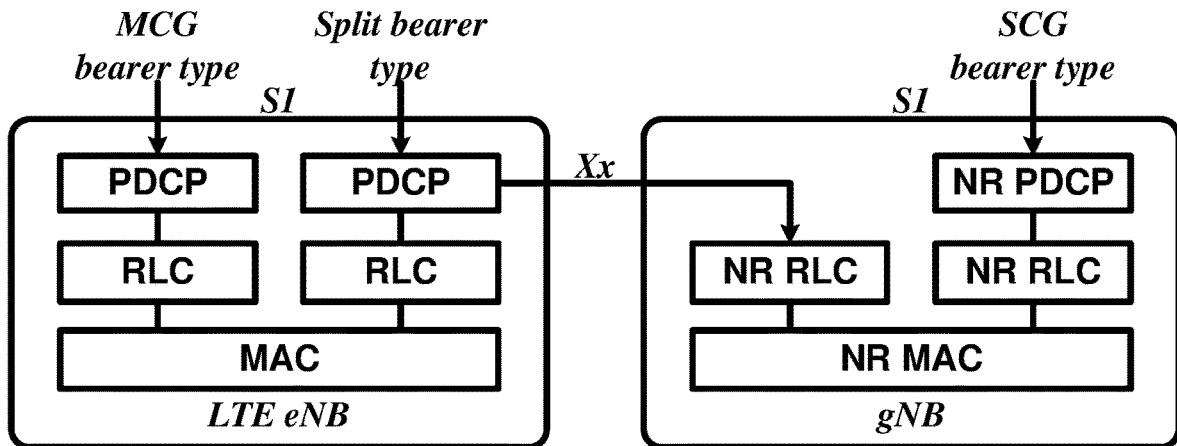 MCG
bearer type
Split bearer
type
SCG
bearer type
S1
S1
PDCP
PDCP
Xx
NR PDCP
RLC
RLC
NR RLC
NR RLC
MAC
NR MAC
LTE eNB
gNB